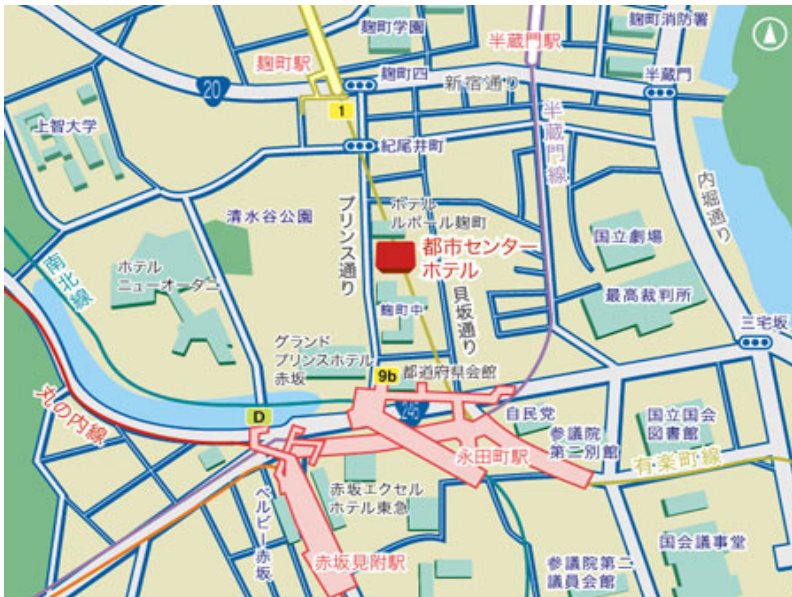 麹町学園
麹町消防署
半蔵門駅
麹町駅
麹町四
新宿通り
半蔵門
20
1
上智大学
紀尾井町
半蔵門線
内堀通り
プリンス通り
ホテル
ルポール麹町
清水谷公園
国立劇場
都市センター
ホテル
南北線
ホテル
ニューオータニ
貝坂通り
最高裁判所
麹町中
三宅坂
グランド
プリンスホテル
赤坂
9b
都道府県会館
丸の内線
D
246
自民党
国立国会
図書館
参議院
第二別館
永田町駅
有楽町線
ベルビー赤坂
赤坂エクセル
ホテル東急
国会議事堂
赤坂見附駅
参議院第二
議員会館